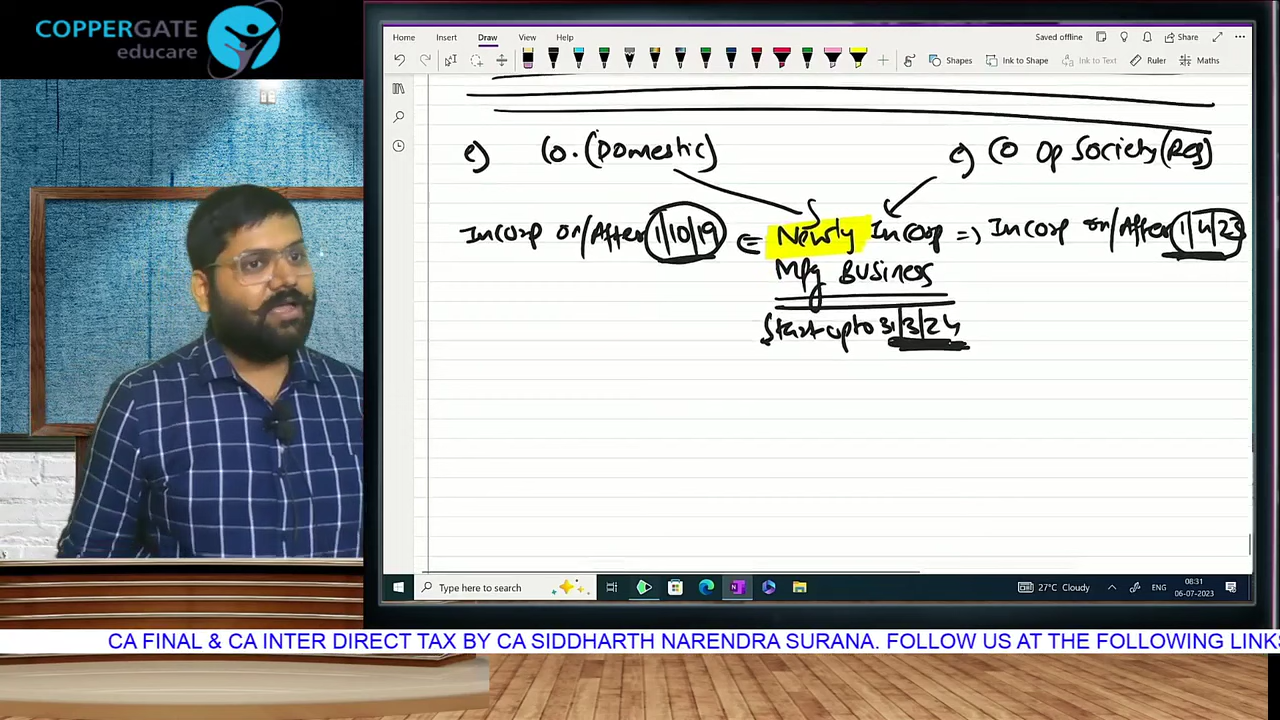 COPPERGATE
educare
Home Insert Draw View Help
Saved offline
Share
Shapes
Ink to Shape
Ink to Text
Ruler
Maths
c) Co. (Domestic)
c) Co Op Society (Res)
Incorp on/After 1/10/19 <= Newly Incorp => Incorp on/After 1/4/23
Mfg Business
Start upto 31/3/24
Type here to search
27°C Cloudy
ENG
08:31
06-07-2023
CA FINAL & CA INTER DIRECT TAX BY CA SIDDHARTH NARENDRA SURANA. FOLLOW US AT THE FOLLOWING LINKS